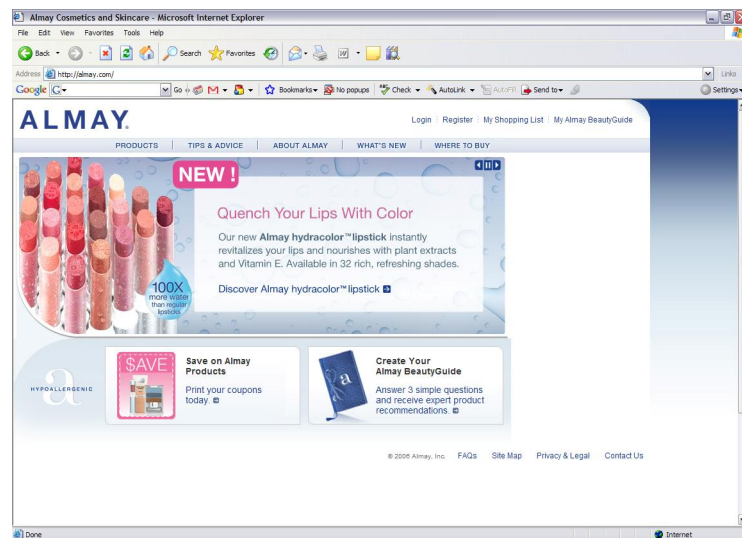 Almay Cosmetics and Skincare - Microsoft Internet Explorer
File Edit View Favorites Tools Help
Back Search Favorites
Address http://almay.com/ Links
Google G Go Bookmarks No popups Check AutoLink AutoFill Send to Settings
ALMAY.
Login Register My Shopping List My Almay BeautyGuide
PRODUCTS TIPS & ADVICE ABOUT ALMAY WHAT'S NEW WHERE TO BUY
NEW !
Quench Your Lips With Color
Our new Almay hydracolor™lipstick instantly
revitalizes your lips and nourishes with plant extracts
and Vitamin E. Available in 32 rich, refreshing shades.
Discover Almay hydracolor™lipstick
100X
more water
than regular
lipsticks
HYPOALLERGENIC
a
$AVE
Save on Almay
Products
Print your coupons
today.
a
Create Your
Almay BeautyGuide
Answer 3 simple questions
and receive expert product
recommendations.
© 2006 Almay, Inc. FAQs Site Map Privacy & Legal Contact Us
Done Internet